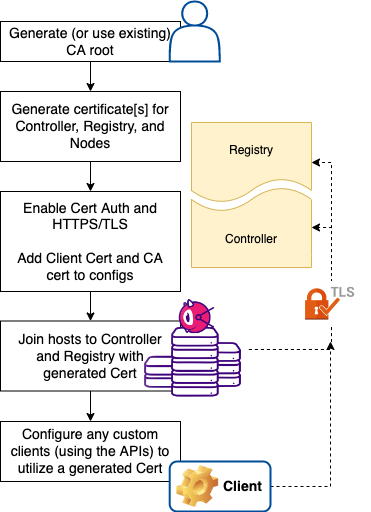 Generate (or use existing)
CA root
Generate certificate[s] for
Controller, Registry, and
Nodes
Registry
Enable Cert Auth and
HTTPS/TLS
Add Client Cert and CA
cert to configs
Controller
TLS
Join hosts to Controller
and Registry with
generated Cert
Configure any custom
clients (using the APIs) to
utilize a generated Cert
Client